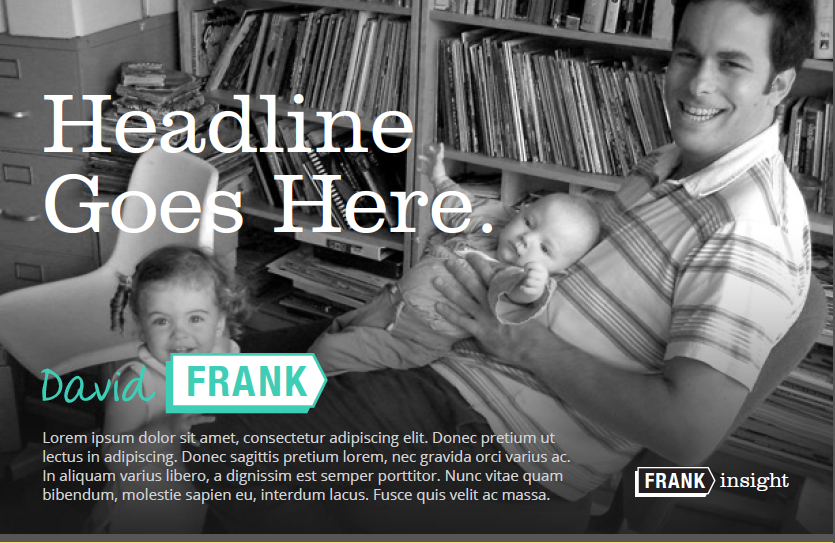 Headline
Goes Here.
David FRANK
Lorem ipsum dolor sit amet, consectetur adipiscing elit. Donec pretium ut
lectus in adipiscing. Donec sagittis pretium lorem, nec gravida orci varius ac.
In aliquam varius libero, a dignissim est semper porttitor. Nunc vitae quam
bibendum, molestie sapien eu, interdum lacus. Fusce quis velit ac massa.
FRANK insight